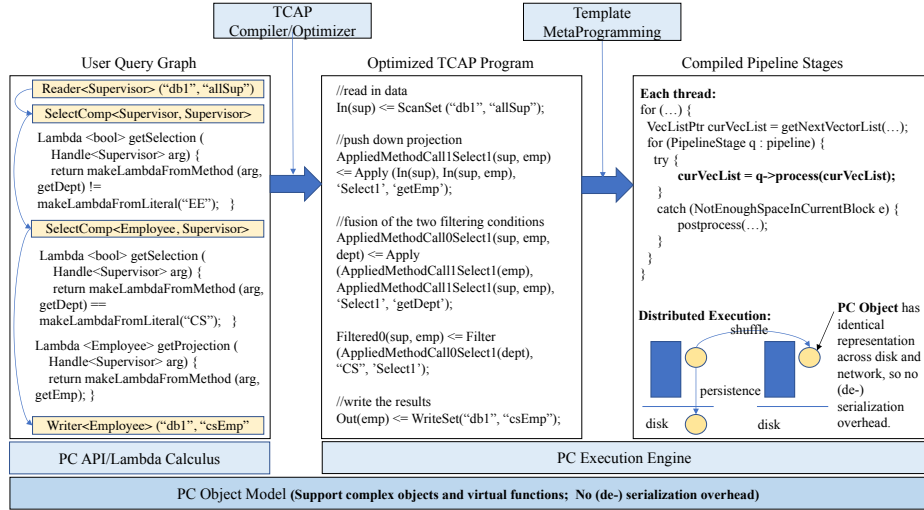 TCAP
Compiler/Optimizer
Template
MetaProgramming
User Query Graph
Reader<Supervisor> (“db1”, “allSup”)
SelectComp<Supervisor, Supervisor>
Lambda <bool> getSelection (
Handle<Supervisor> arg) {
return makeLambdaFromMethod (arg,
getDept) !=
makeLambdaFromLiteral(“EE”);   }
SelectComp<Employee, Supervisor>
Lambda <bool> getSelection (
Handle<Supervisor> arg) {
return makeLambdaFromMethod (arg,
getDept) ==
makeLambdaFromLiteral(“CS”);   }
Lambda <Employee> getProjection (
Handle<Supervisor> arg) {
return makeLambdaFromMethod (arg,
getEmp); }
Writer<Employee> (“db1”, “csEmp”
PC API/Lambda Calculus
Optimized TCAP Program
//read in data
In(sup) <= ScanSet (“db1”, “allSup”);
//push down projection
AppliedMethodCall1Select1(sup, emp)
<= Apply (In(sup), In(sup, emp),
‘Select1’, ‘getEmp’);
//fusion of the two filtering conditions
AppliedMethodCall0Select1(sup, emp,
dept) <= Apply
(AppliedMethodCall1Select1(emp),
AppliedMethodCall1Select1(sup, emp),
‘Select1’, ‘getDept’);
Filtered0(sup, emp) <= Filter
(AppliedMethodCall0Select1(dept),
“CS”, ’Select1’);
//write the results
Out(emp) <= WriteSet(“db1”, “csEmp”);
Compiled Pipeline Stages
Each thread:
for (…) {
VecListPtr curVecList = getNextVectorList(…);
for (PipelineStage q : pipeline) {
try {
curVecList = q->process(curVecList);
}
catch (NotEnoughSpaceInCurrentBlock e) {
postprocess(…);
}
}
}
Distributed Execution:
shuffle
persistence
disk
disk
PC Object has
identical
representation
across disk and
network, so no
(de-)
serialization
overhead.
PC Execution Engine
PC Object Model (Support complex objects and virtual functions;  No (de-) serialization overhead)